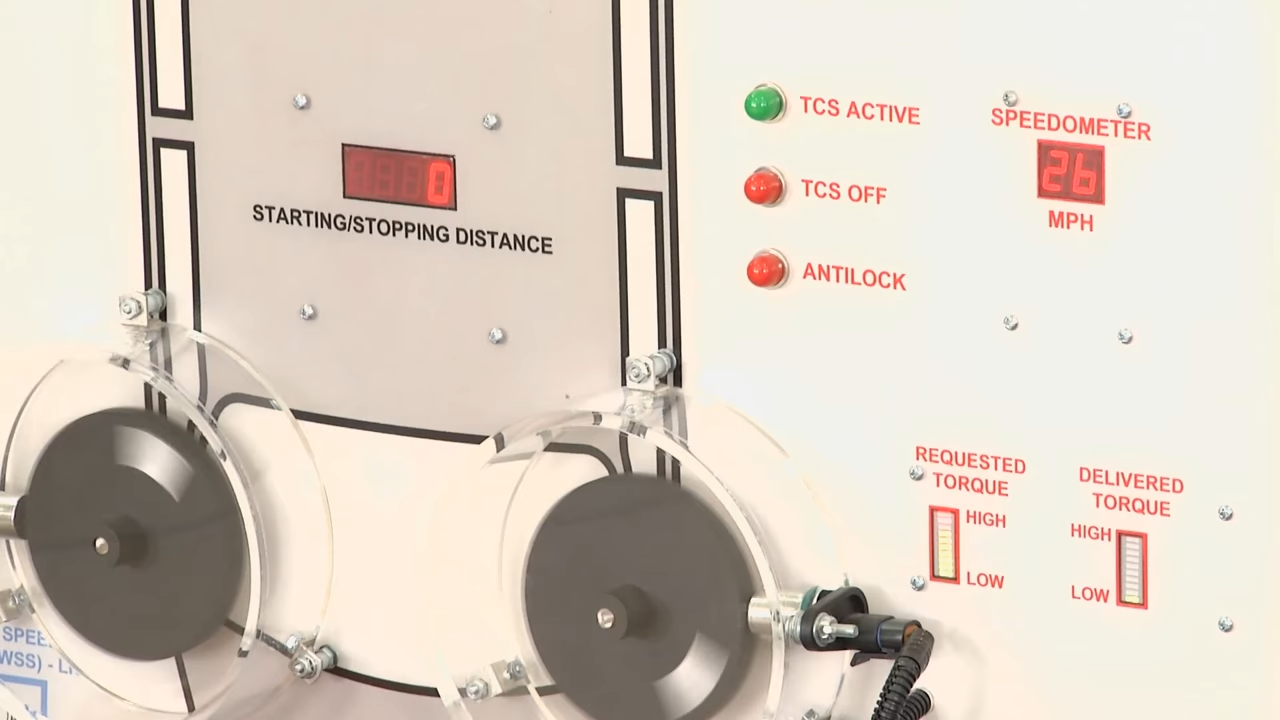 TCS ACTIVE
SPEEDOMETER
26
MPH
TCS OFF
ANTILOCK
0
STARTING/STOPPING DISTANCE
REQUESTED
TORQUE
HIGH
LOW
DELIVERED
TORQUE
HIGH
LOW
WSS) -